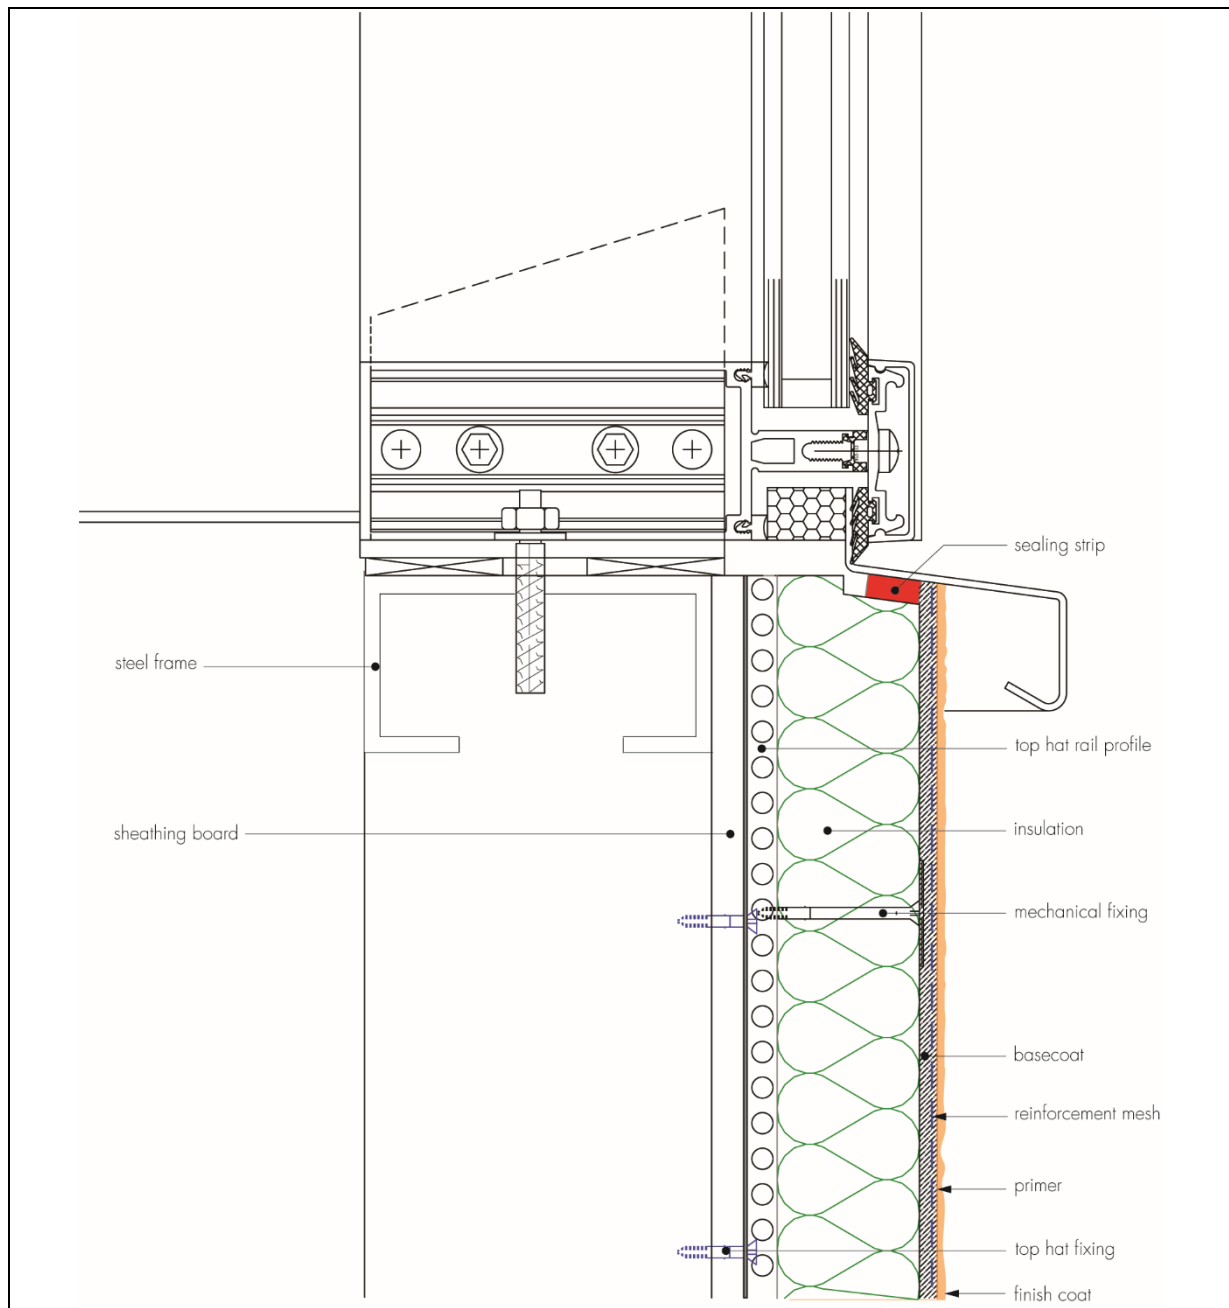 sealing strip
steel frame
top hat rail profile
sheathing board
insulation
mechanical fixing
basecoat
reinforcement mesh
primer
top hat fixing
finish coat